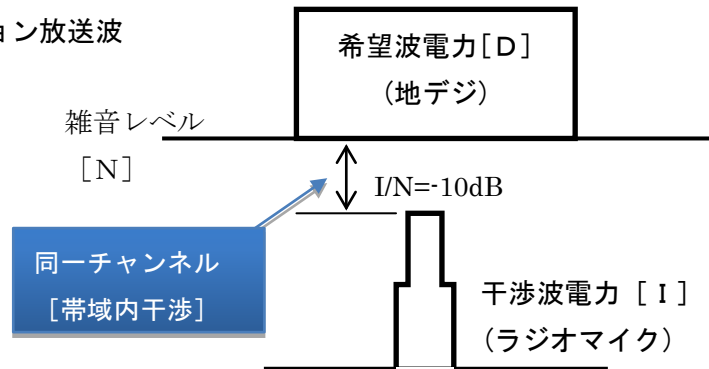 ョン放送波
希望波電力[D]
(地デジ)
雑音レベル
[N]
I/N=-10dB
同一チャンネル
[帯域内干渉]
干渉波電力 [I]
(ラジオマイク)